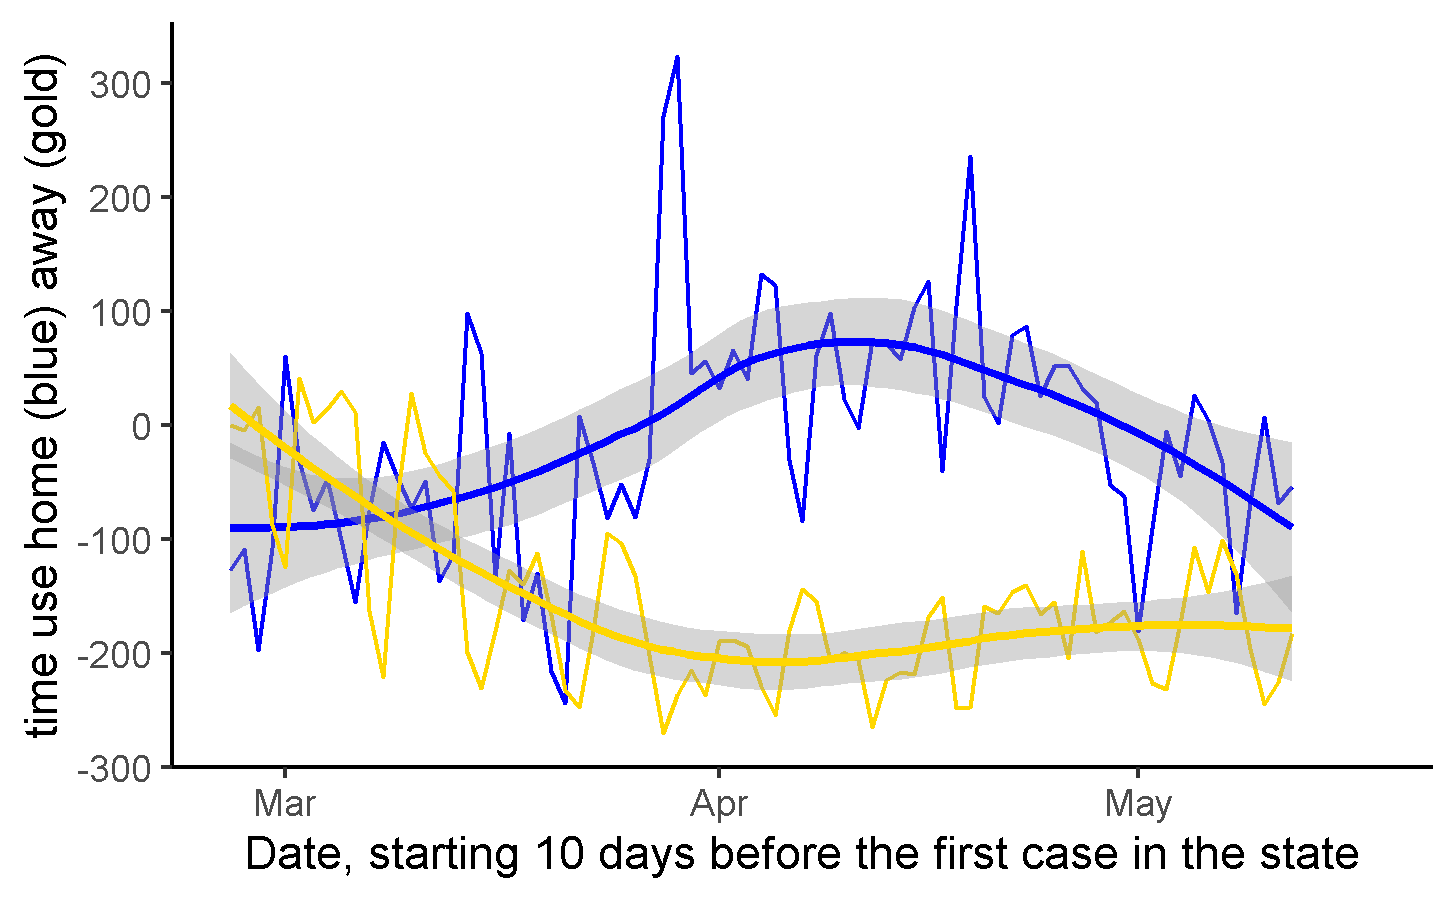 time use home (blue) away (gold)
300
200
100
0
-100
-200
-300
Mar Apr May
Date, starting 10 days before the first case in the state